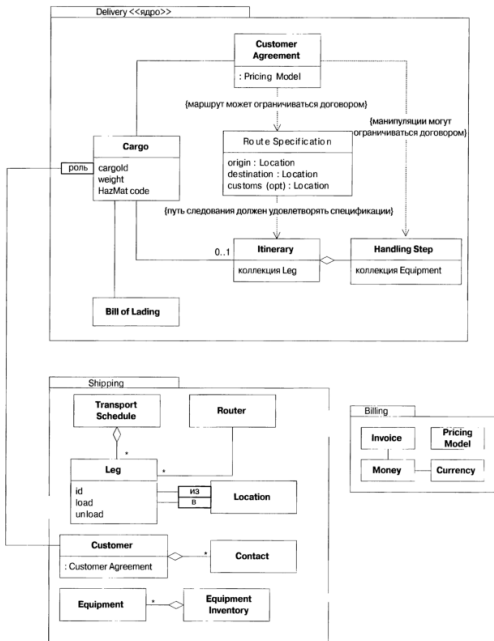 Delivery <<ядро>>
Customer
Agreement
: Pricing Model
{маршрут может ограничиваться договором}
{манипуляции могут
ограничиваться договором}
Cargo
роль
cargoId
weight
HazMat code
Route Specification
origin : Location
destination : Location
customs (opt) : Location
{путь следования должен удовлетворять спецификации}
0..1
Itinerary
коллекция Leg
Handling Step
коллекция Equipment
Bill of Lading
Shipping
Transport
Schedule
Router
*
Leg
*
id
load
unload
из
в
Location
Customer
: Customer Agreement
*
Contact
Equipment
*
Equipment
Inventory
Billing
Invoice
Pricing
Model
Money
Currency